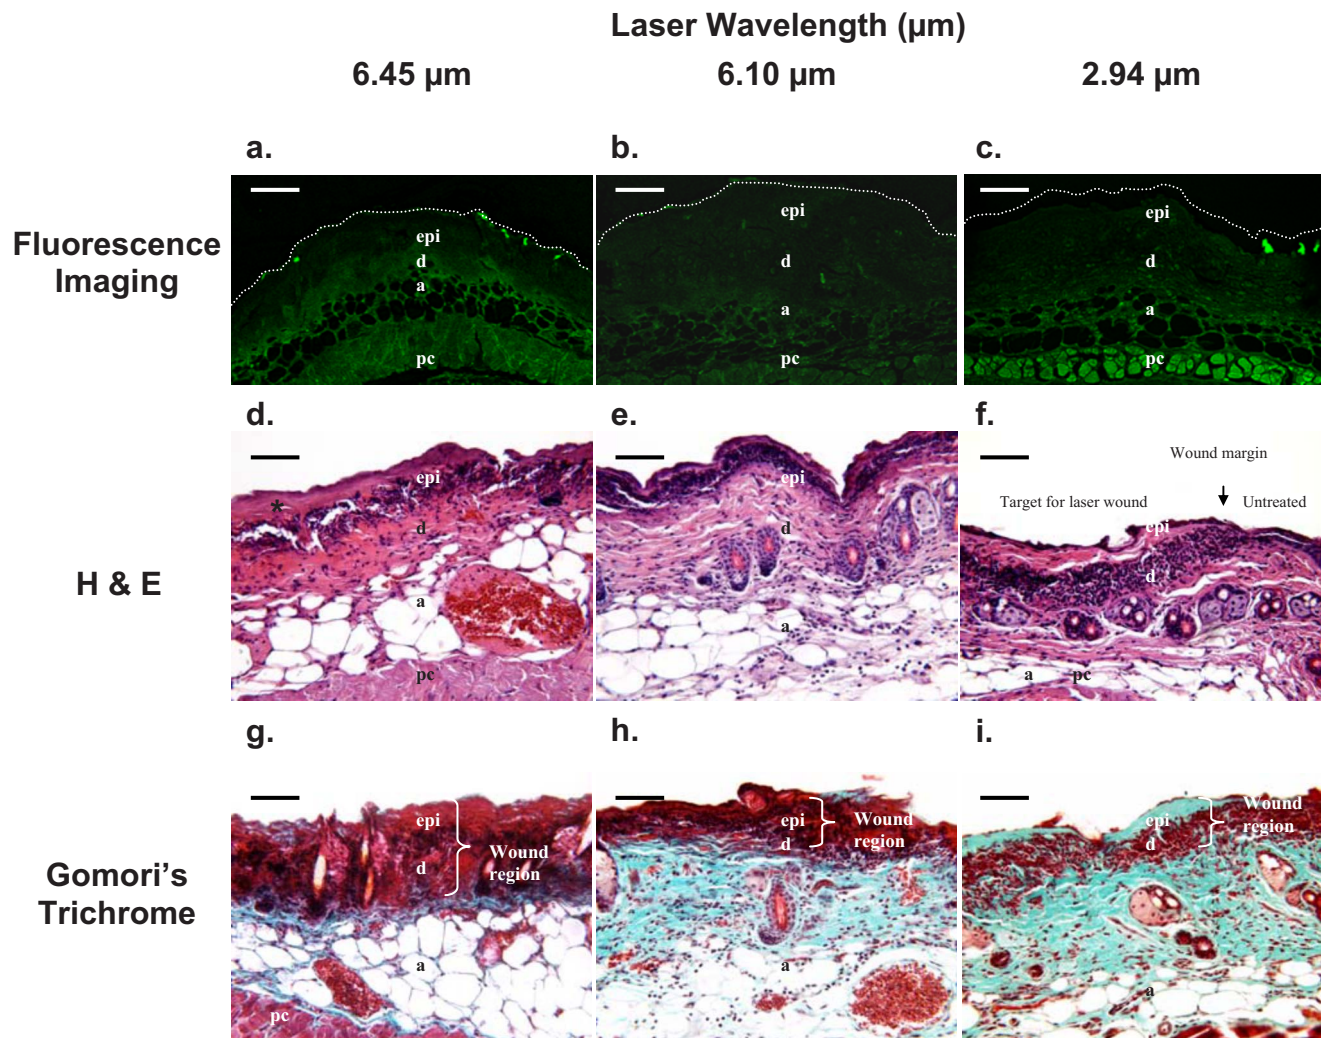 Laser Wavelength (µm)
6.45 µm 6.10 µm 2.94 µm
a. b. c.
Fluorescence
Imaging
epi
d
a
pc
epi
d
a
pc
epi
d
a
pc
d. e. f.
H & E
*
epi
d
a
pc
epi
d
a
Wound margin
Target for laser wound Untreated
epi
d
a pc
g. h. i.
Gomori's
Trichrome
epi
d
Wound
region
a
pc
epi
d
Wound
region
a
epi
d
Wound
region
a